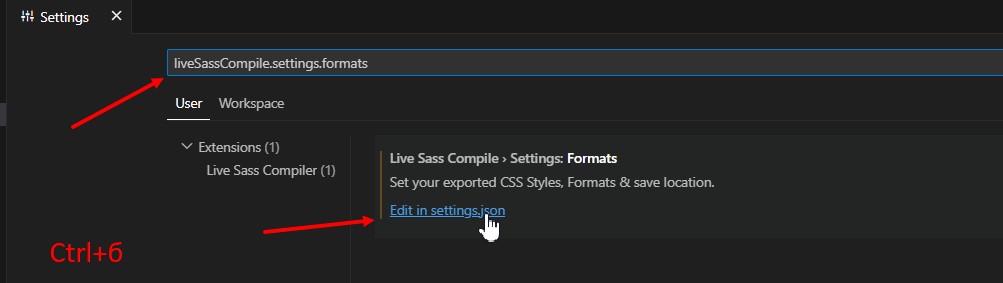 Settings
liveSassCompile.settings.formats
User Workspace
Extensions (1)
Live Sass Compiler (1)
Live Sass Compile › Settings: Formats
Set your exported CSS Styles, Formats & save location.
Edit in settings.json
Ctrl+б